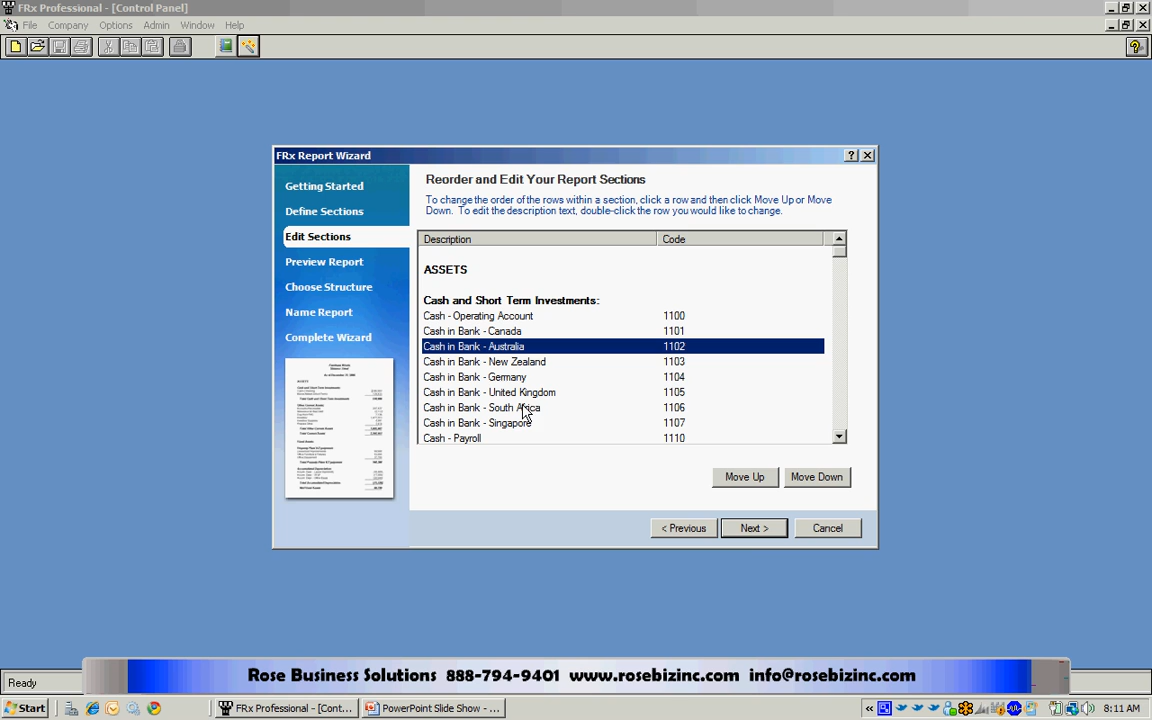 FRx Professional - [Control Panel]
File Company Options Admin Window Help
FRx Report Wizard
Getting Started
Define Sections
Edit Sections
Preview Report
Choose Structure
Name Report
Complete Wizard
Reorder and Edit Your Report Sections
To change the order of the rows within a section, click a row and then click Move Up or Move
Down. To edit the description text, double-click the row you would like to change.
Description Code
ASSETS
Cash and Short Term Investments:
Cash - Operating Account 1100
Cash in Bank - Canada 1101
Cash in Bank - Australia 1102
Cash in Bank - New Zealand 1103
Cash in Bank - Germany 1104
Cash in Bank - United Kingdom 1105
Cash in Bank - South Africa 1106
Cash in Bank - Singapore 1107
Cash - Payroll 1110
Move Up Move Down
< Previous Next > Cancel
Rose Business Solutions 888-794-9401 www.rosebizinc.com info@rosebizinc.com
Ready
Start FRx Professional - [Cont... PowerPoint Slide Show - ... 8:11 AM